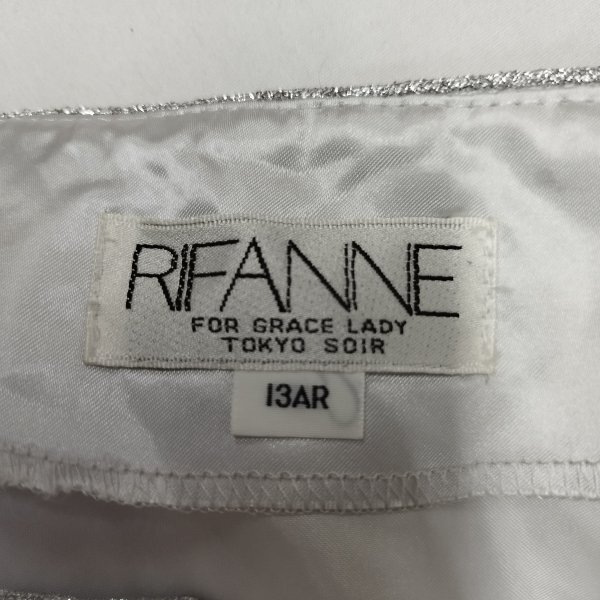 RIFANNE
FOR GRACE LADY
TOKYO SOIR
13AR